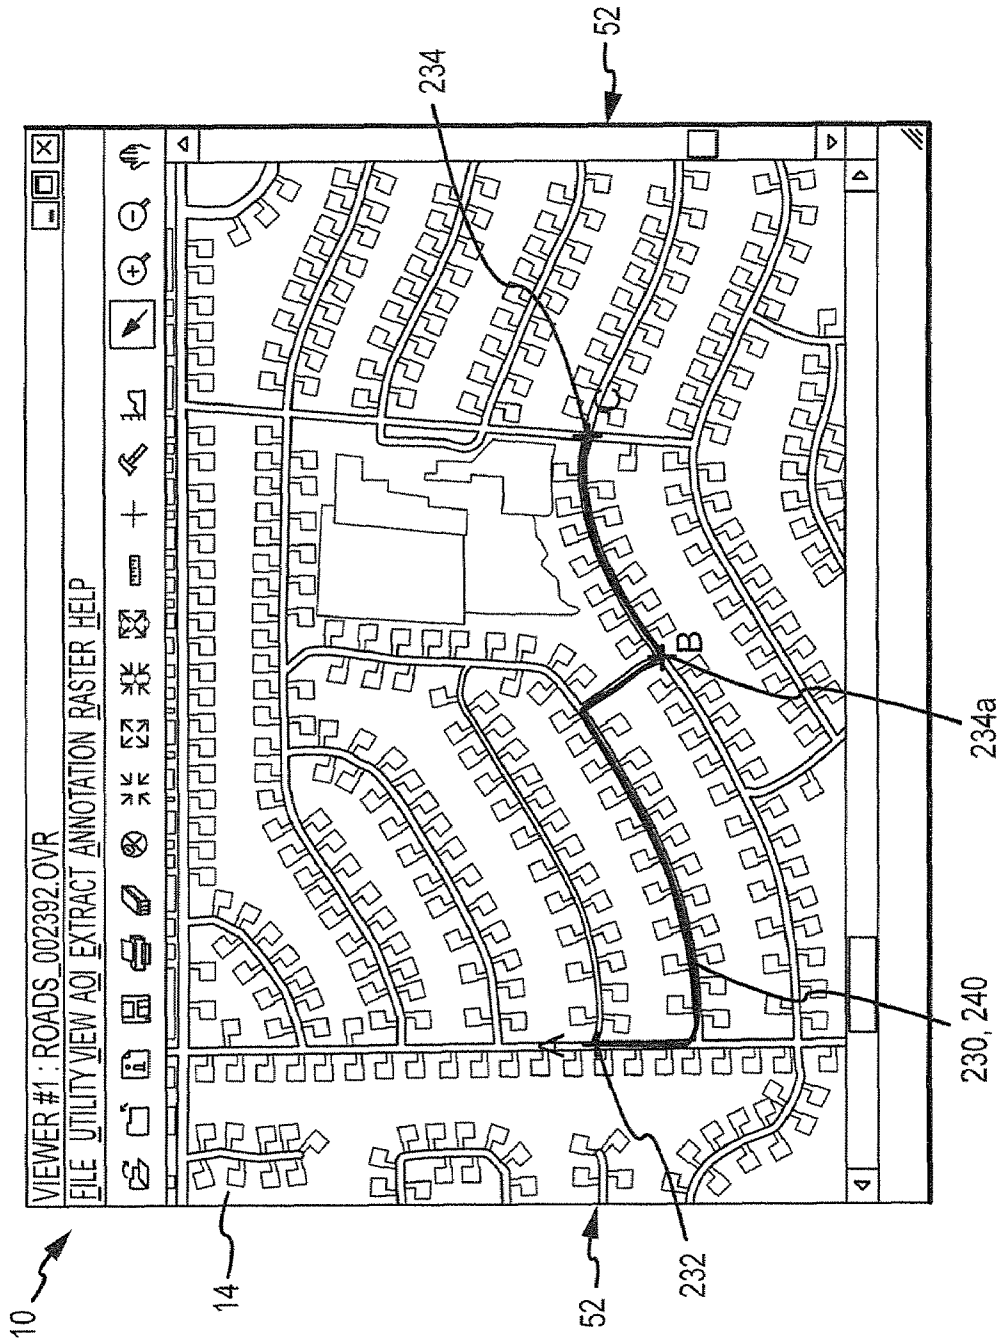 10
VIEWER #1 : ROADS_002392.OVR
FILE UTILITY VIEW AOI EXTRACT ANNOTATION RASTER HELP
14
52
52
232
234
234a
230, 240
A
B
C